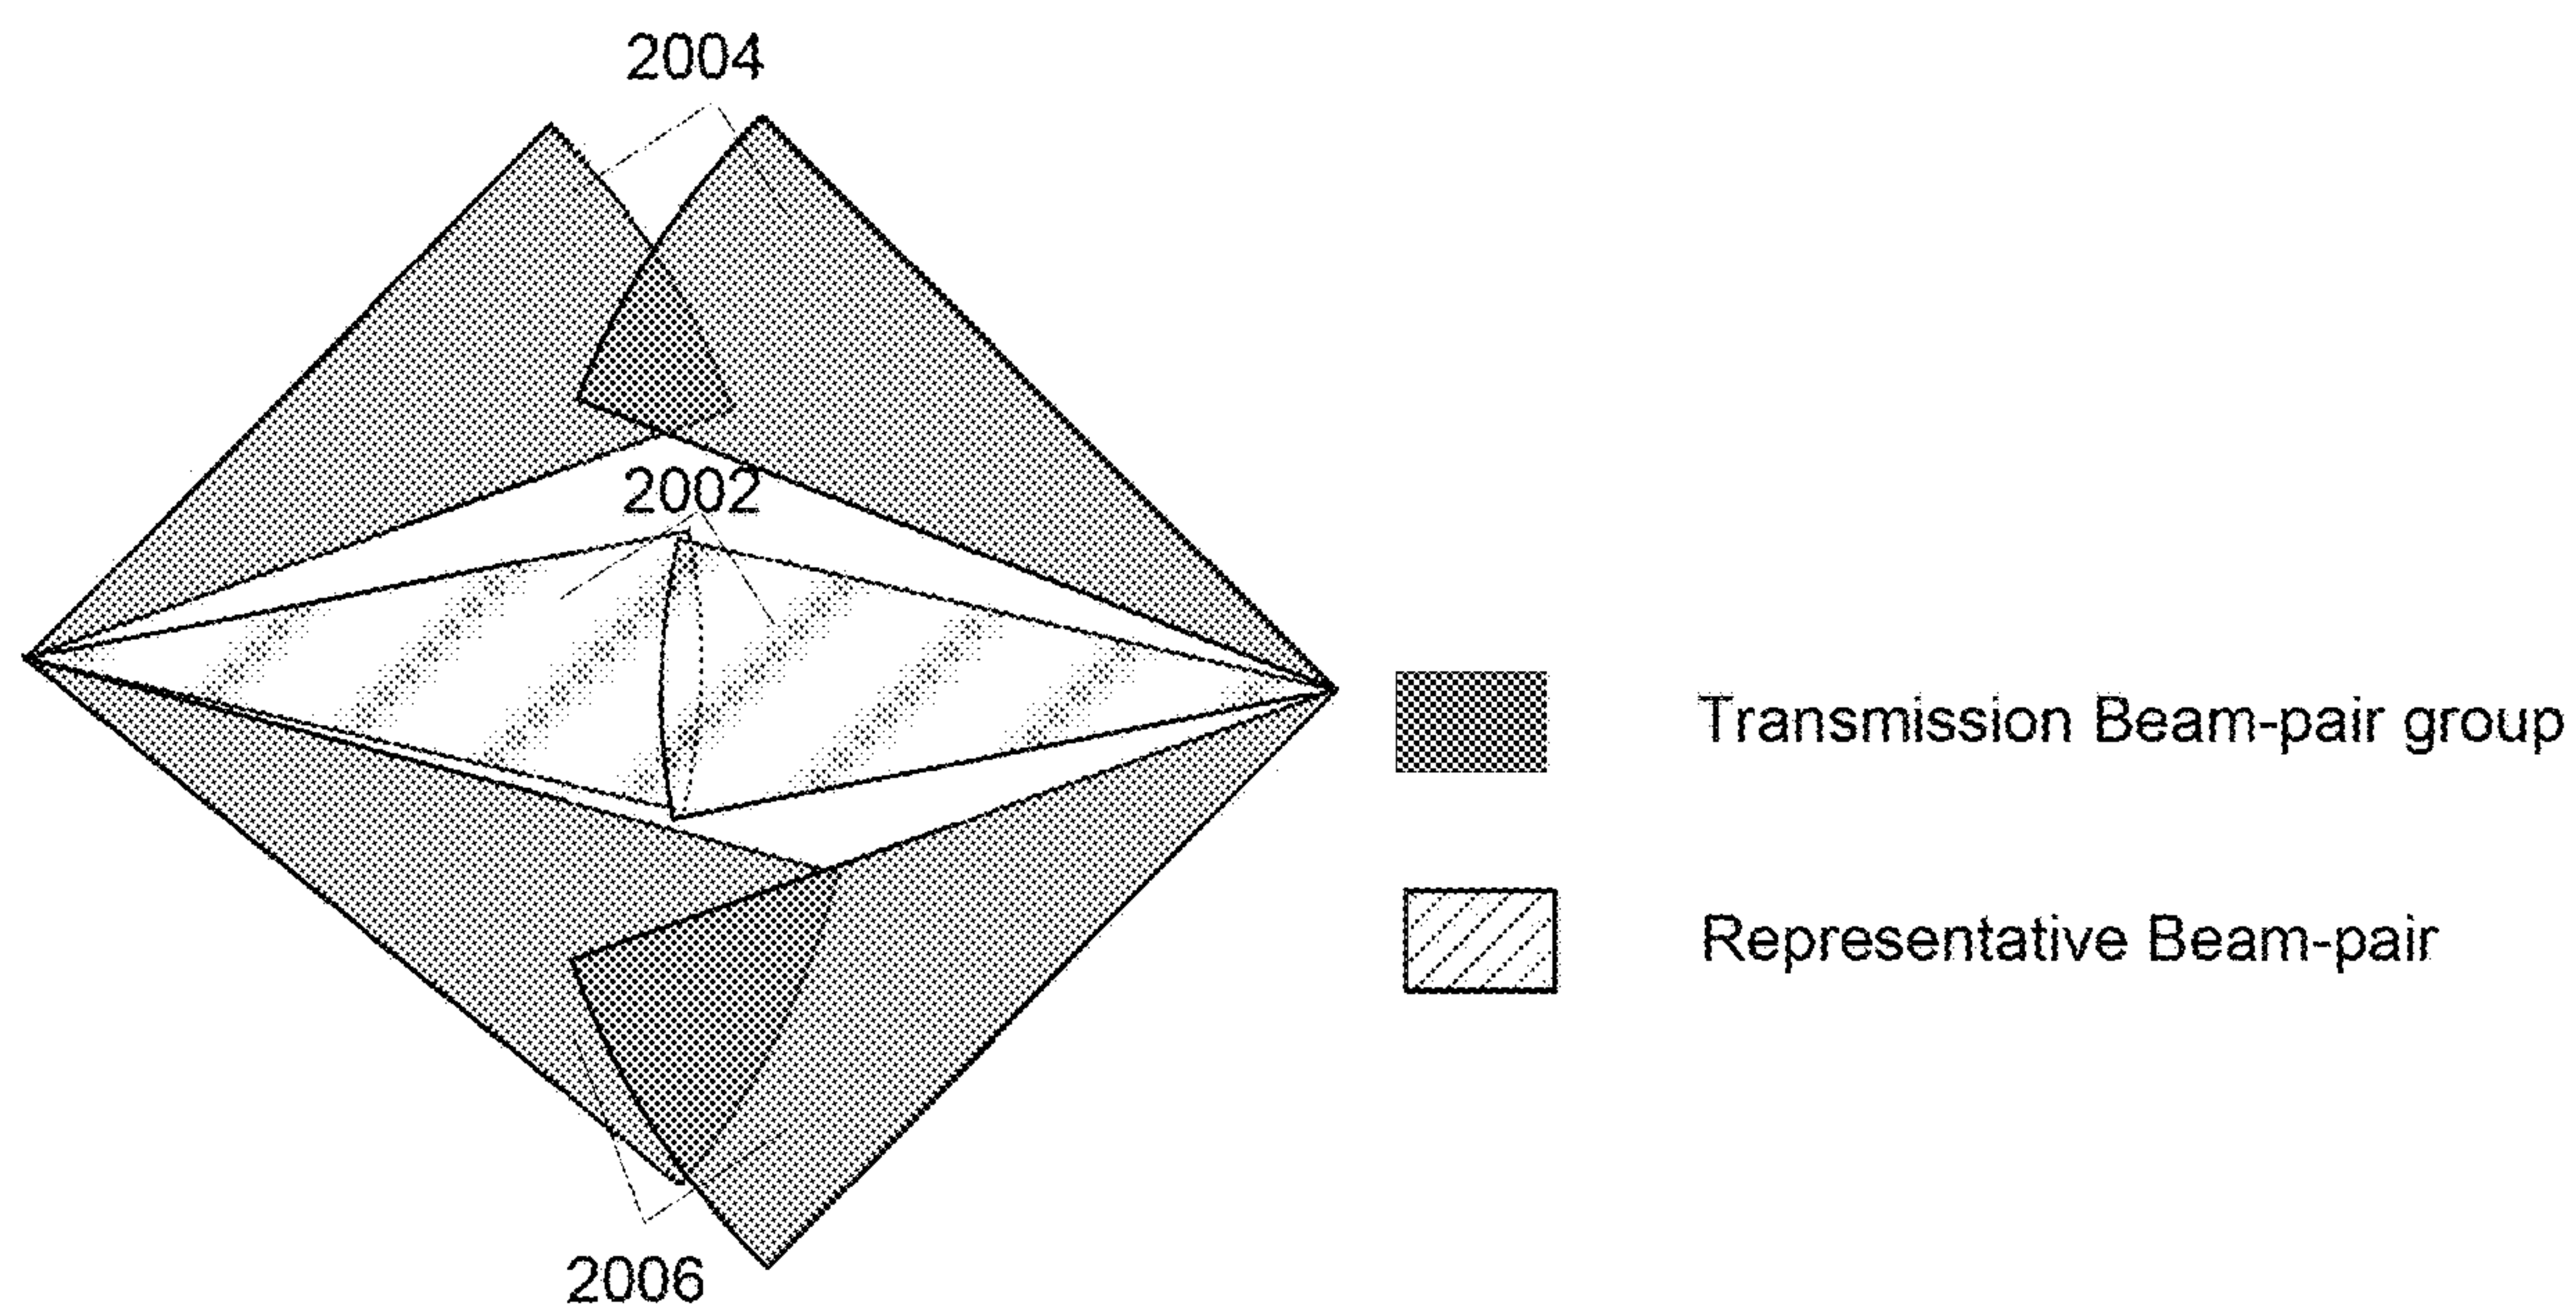 2004
2002
Transmission Beam-pair group
Representative Beam-pair
2006